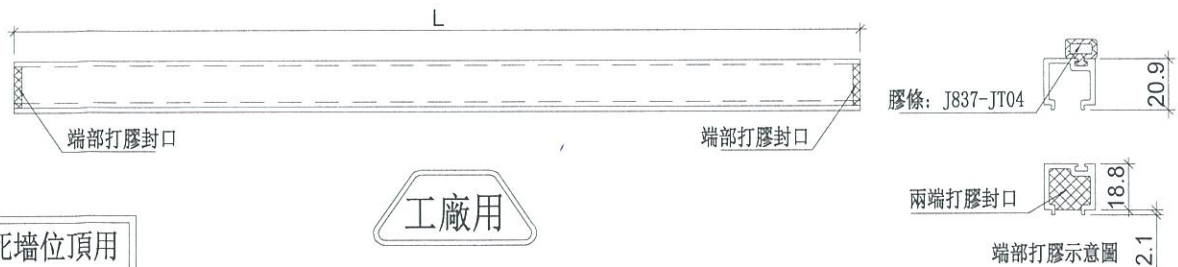 L
膠條: J837-JT04
20.9
端部打膠封口
端部打膠封口
工廠用
兩端打膠封口
18.8
2.1
端部打膠示意圖
死墻位頂用